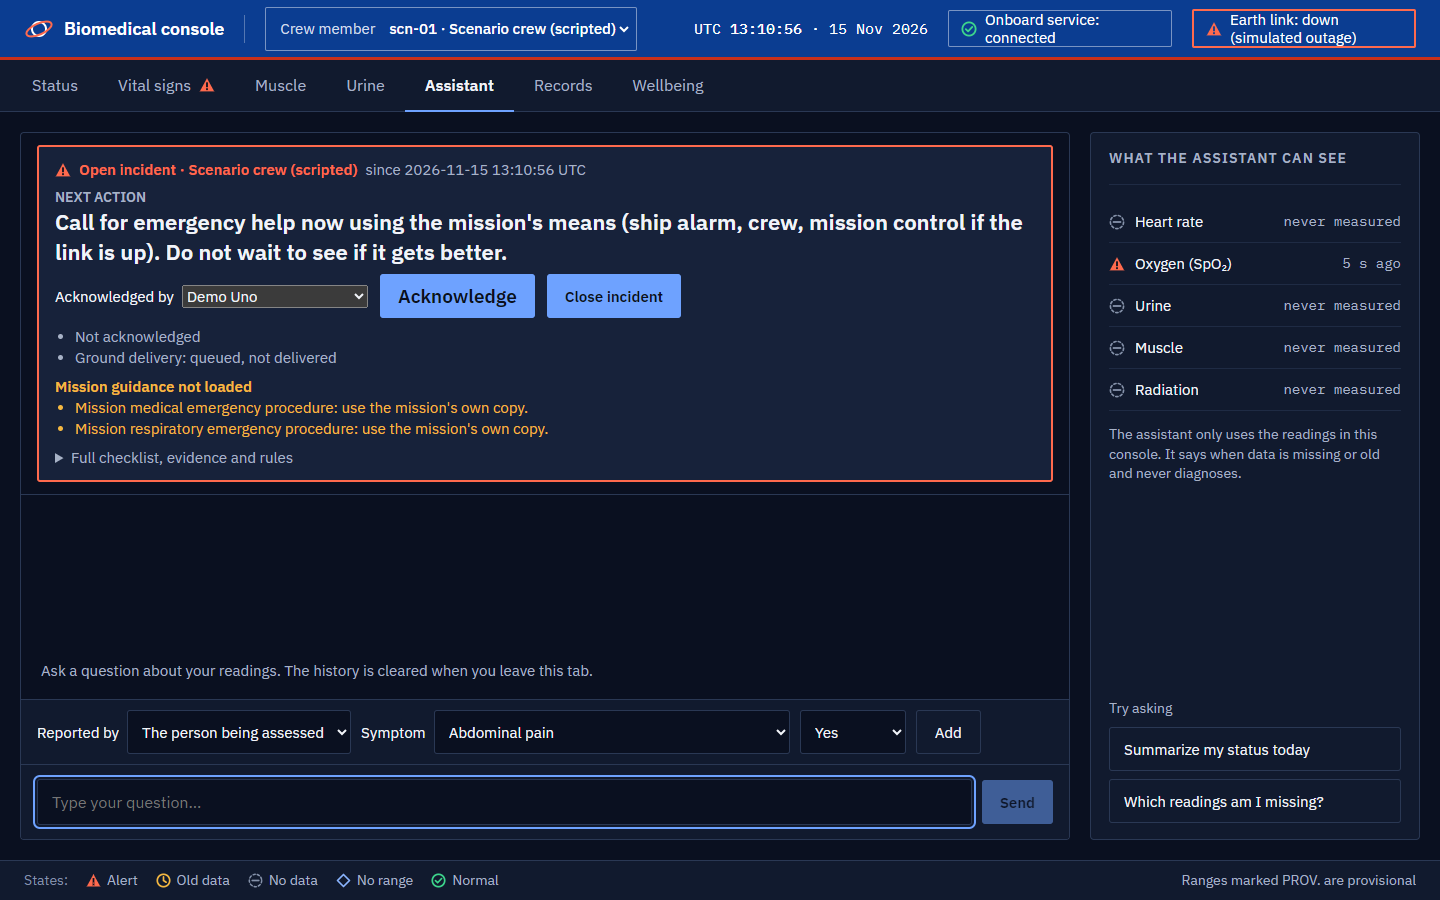 Biomedical console
Crew member scn-01 · Scenario crew (scripted)
UTC 13:10:56 · 15 Nov 2026
Onboard service: connected
Earth link: down (simulated outage)
Status
Vital signs
Muscle
Urine
Assistant
Records
Wellbeing
Open incident · Scenario crew (scripted) since 2026-11-15 13:10:56 UTC
NEXT ACTION
Call for emergency help now using the mission's means (ship alarm, crew, mission control if the
link is up). Do not wait to see if it gets better.
Acknowledged by Demo Uno Acknowledge Close incident
Not acknowledged
Ground delivery: queued, not delivered
Mission guidance not loaded
Mission medical emergency procedure: use the mission's own copy.
Mission respiratory emergency procedure: use the mission's own copy.
Full checklist, evidence and rules
Ask a question about your readings. The history is cleared when you leave this tab.
Reported by The person being assessed Symptom Abdominal pain Yes Add
Type your question...
Send
WHAT THE ASSISTANT CAN SEE
Heart rate never measured
Oxygen (SpO₂) 5 s ago
Urine never measured
Muscle never measured
Radiation never measured
The assistant only uses the readings in this
console. It says when data is missing or old
and never diagnoses.
Try asking
Summarize my status today
Which readings am I missing?
States: Alert Old data No data No range Normal
Ranges marked PROV. are provisional